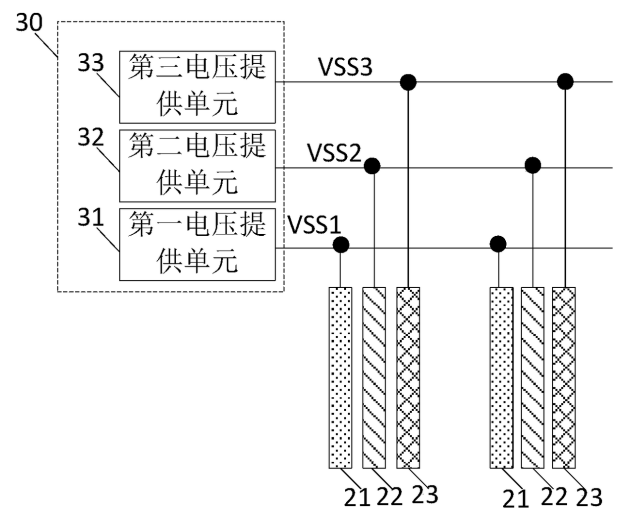 30
33
第三电压提
供单元
VSS3
32
第二电压提
供单元
VSS2
31
第一电压提
供单元
VSS1
21 22 23
21 22 23